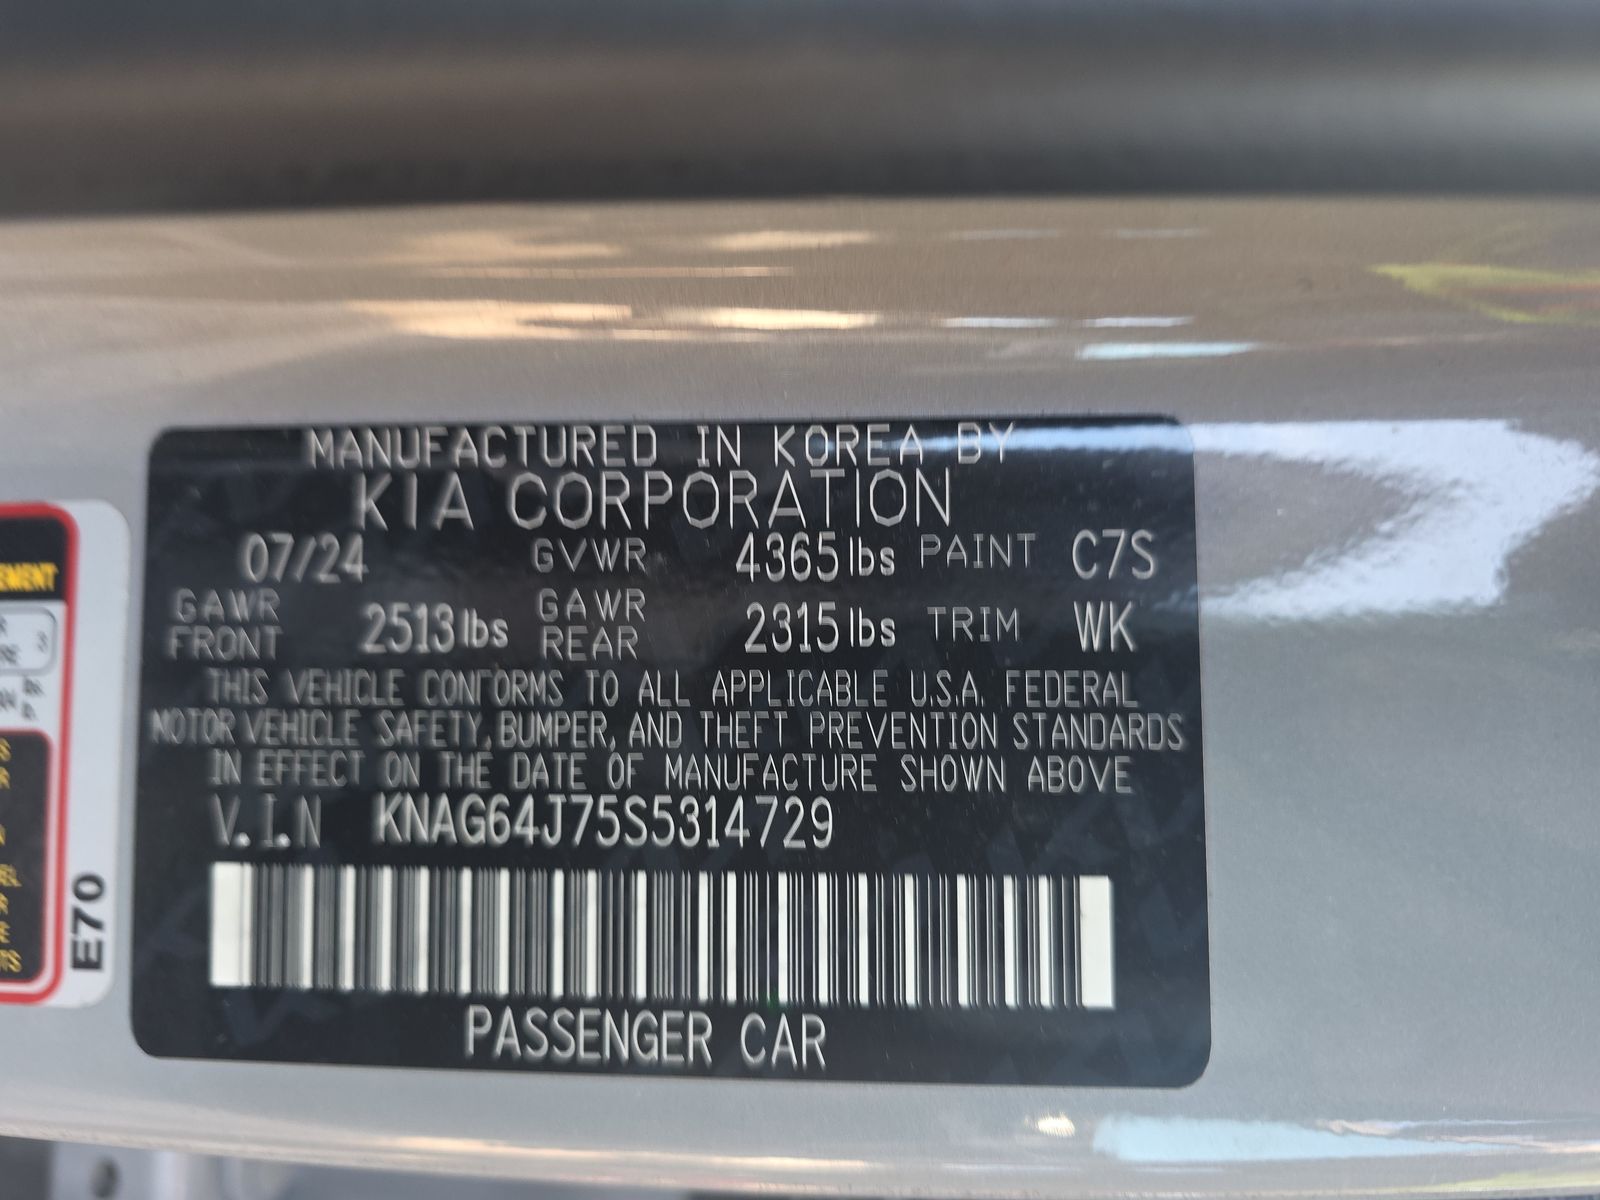 MANUFACTURED IN KOREA BY
KIA CORPORATION
07/24 GVWR 4365 lbs PAINT C7S
GAWR FRONT 2513 lbs GAWR REAR 2315 lbs TRIM WK
THIS VEHICLE CONFORMS TO ALL APPLICABLE U.S.A. FEDERAL
MOTOR VEHICLE SAFETY, BUMPER, AND THEFT PREVENTION STANDARDS
IN EFFECT ON THE DATE OF MANUFACTURE SHOWN ABOVE
V.I.N KNAG64J75S5314729
PASSENGER CAR
E70